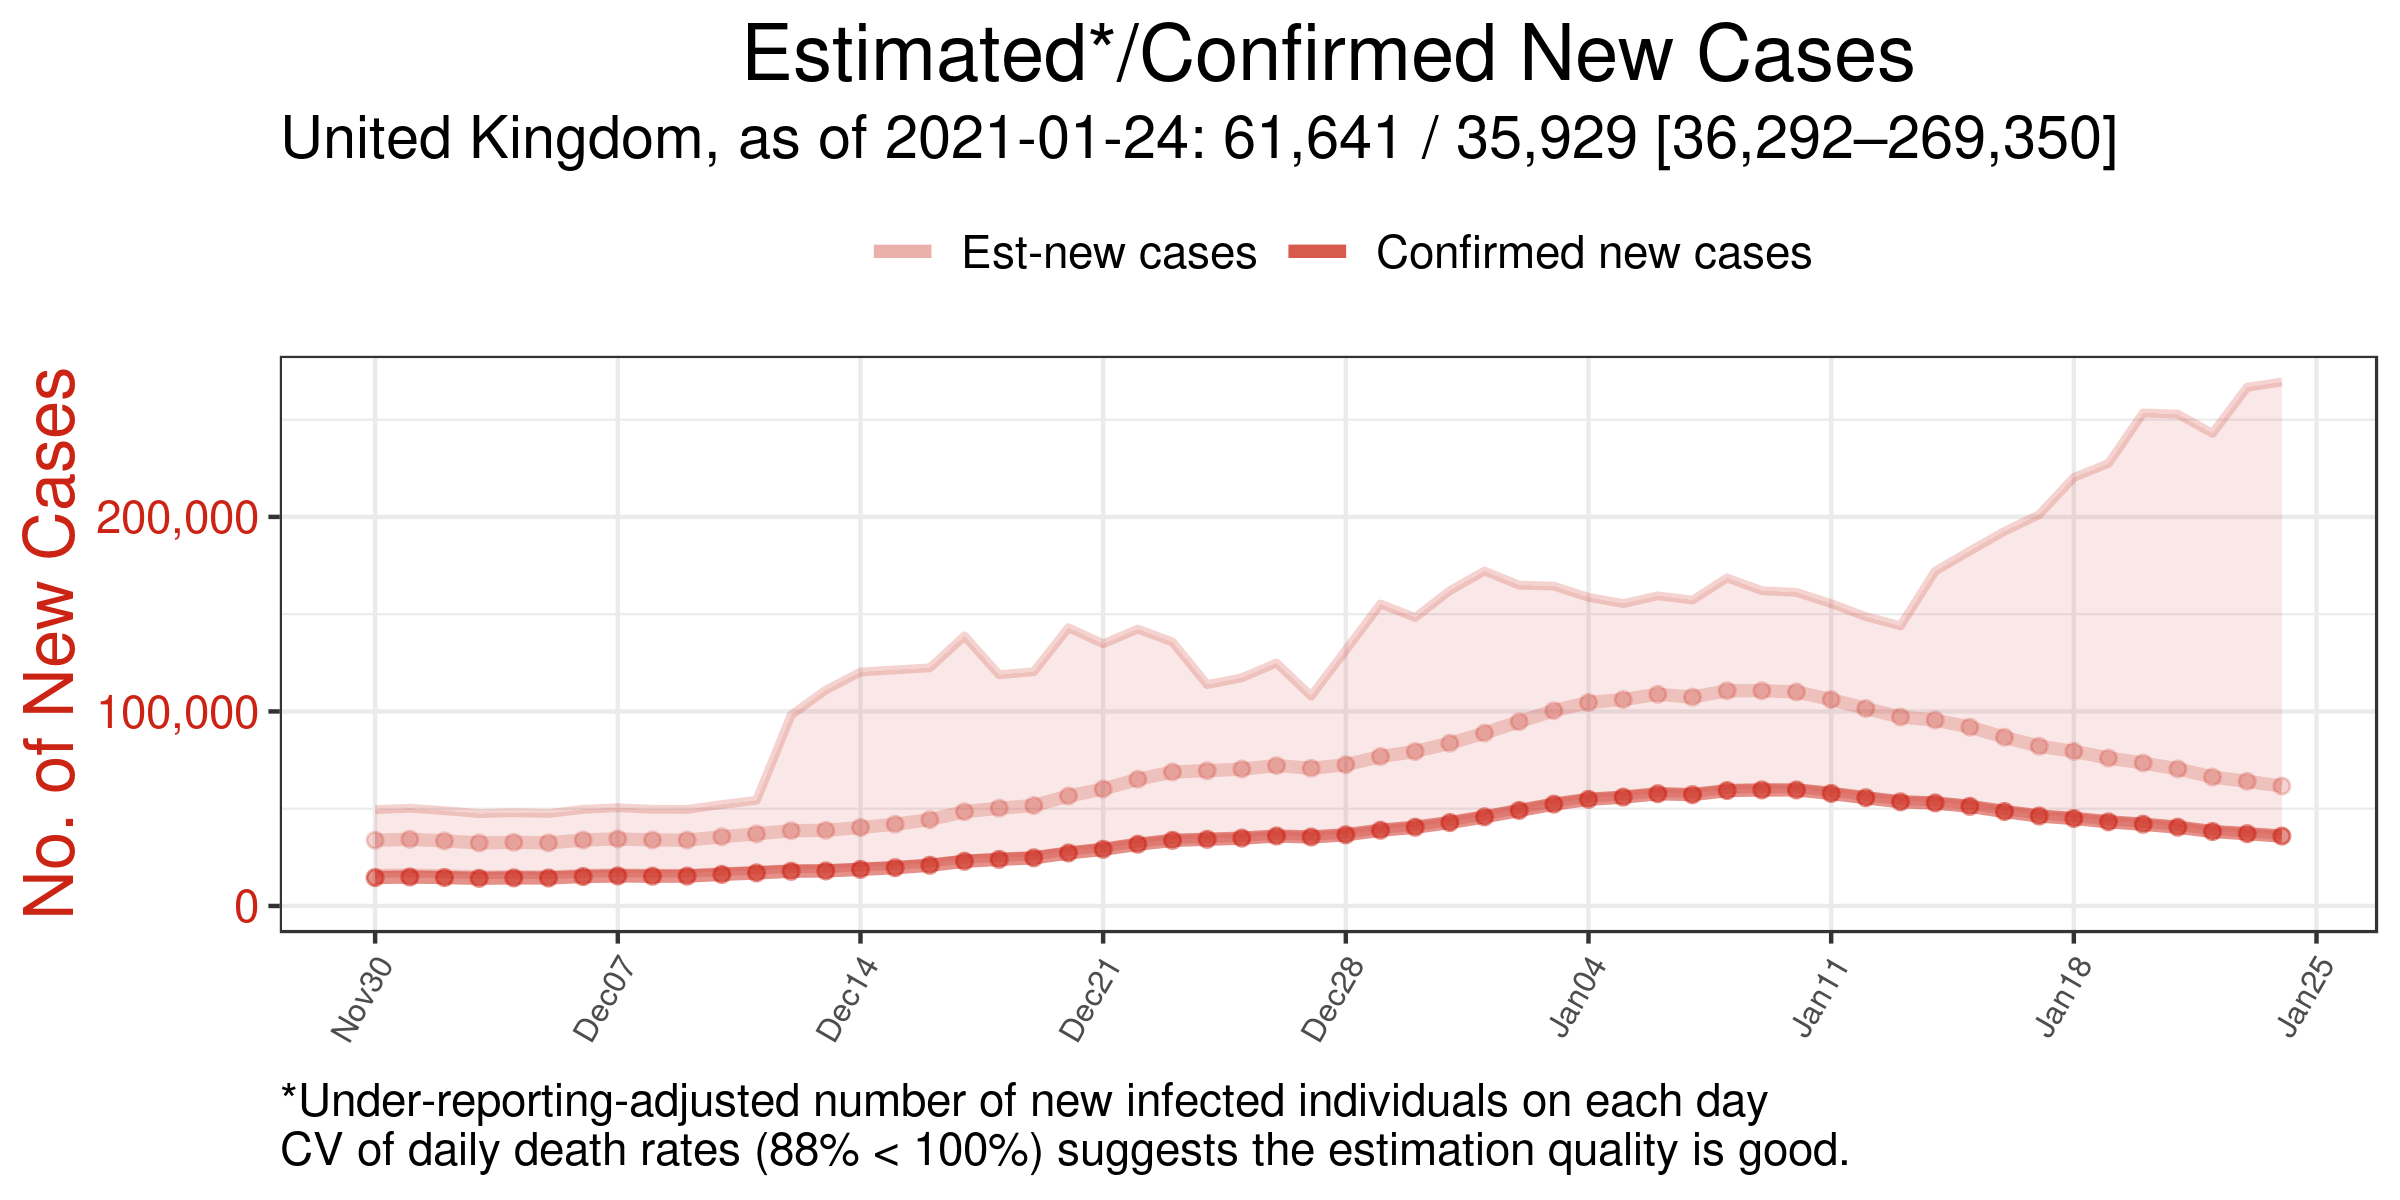 Estimated*/Confirmed New Cases
United Kingdom, as of 2021-01-24: 61,641 / 35,929 [36,292–269,350]
Est-new cases Confirmed new cases
No. of New Cases
200,000
100,000
0
Nov30 Dec07 Dec14 Dec21 Dec28 Jan04 Jan11 Jan18 Jan25
*Under-reporting-adjusted number of new infected individuals on each day
CV of daily death rates (88% < 100%) suggests the estimation quality is good.